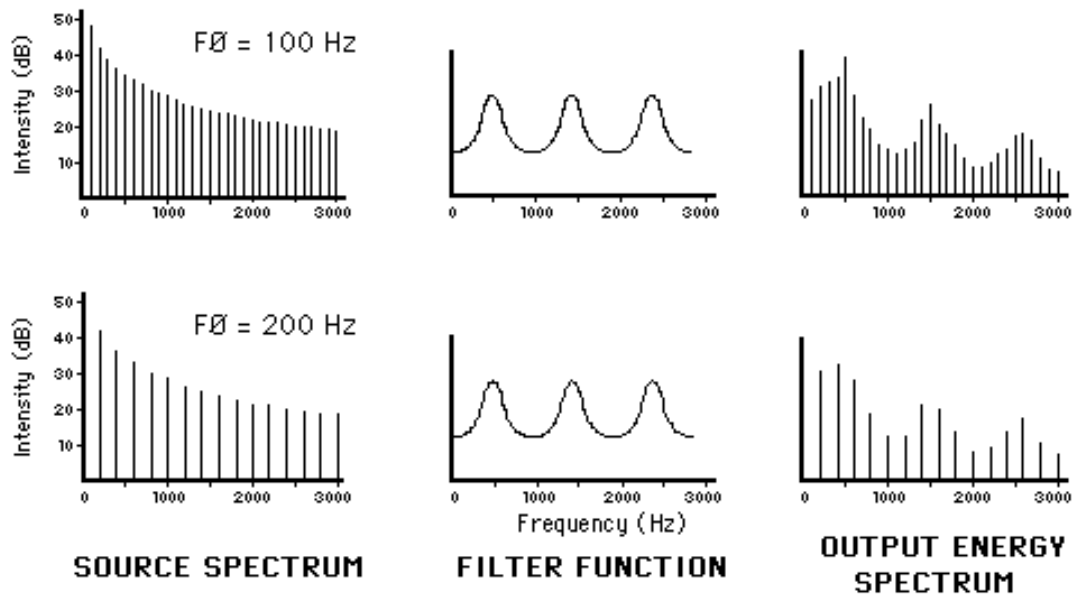 50
40
30
20
10
Intensity (dB)
FØ = 100 Hz
0 1000 2000 3000
0 1000 2000 3000
0 1000 2000 3000
50
40
30
20
10
Intensity (dB)
FØ = 200 Hz
0 1000 2000 3000
0 1000 2000 3000
0 1000 2000 3000
Frequency (Hz)
SOURCE SPECTRUM
FILTER FUNCTION
OUTPUT ENERGY
SPECTRUM